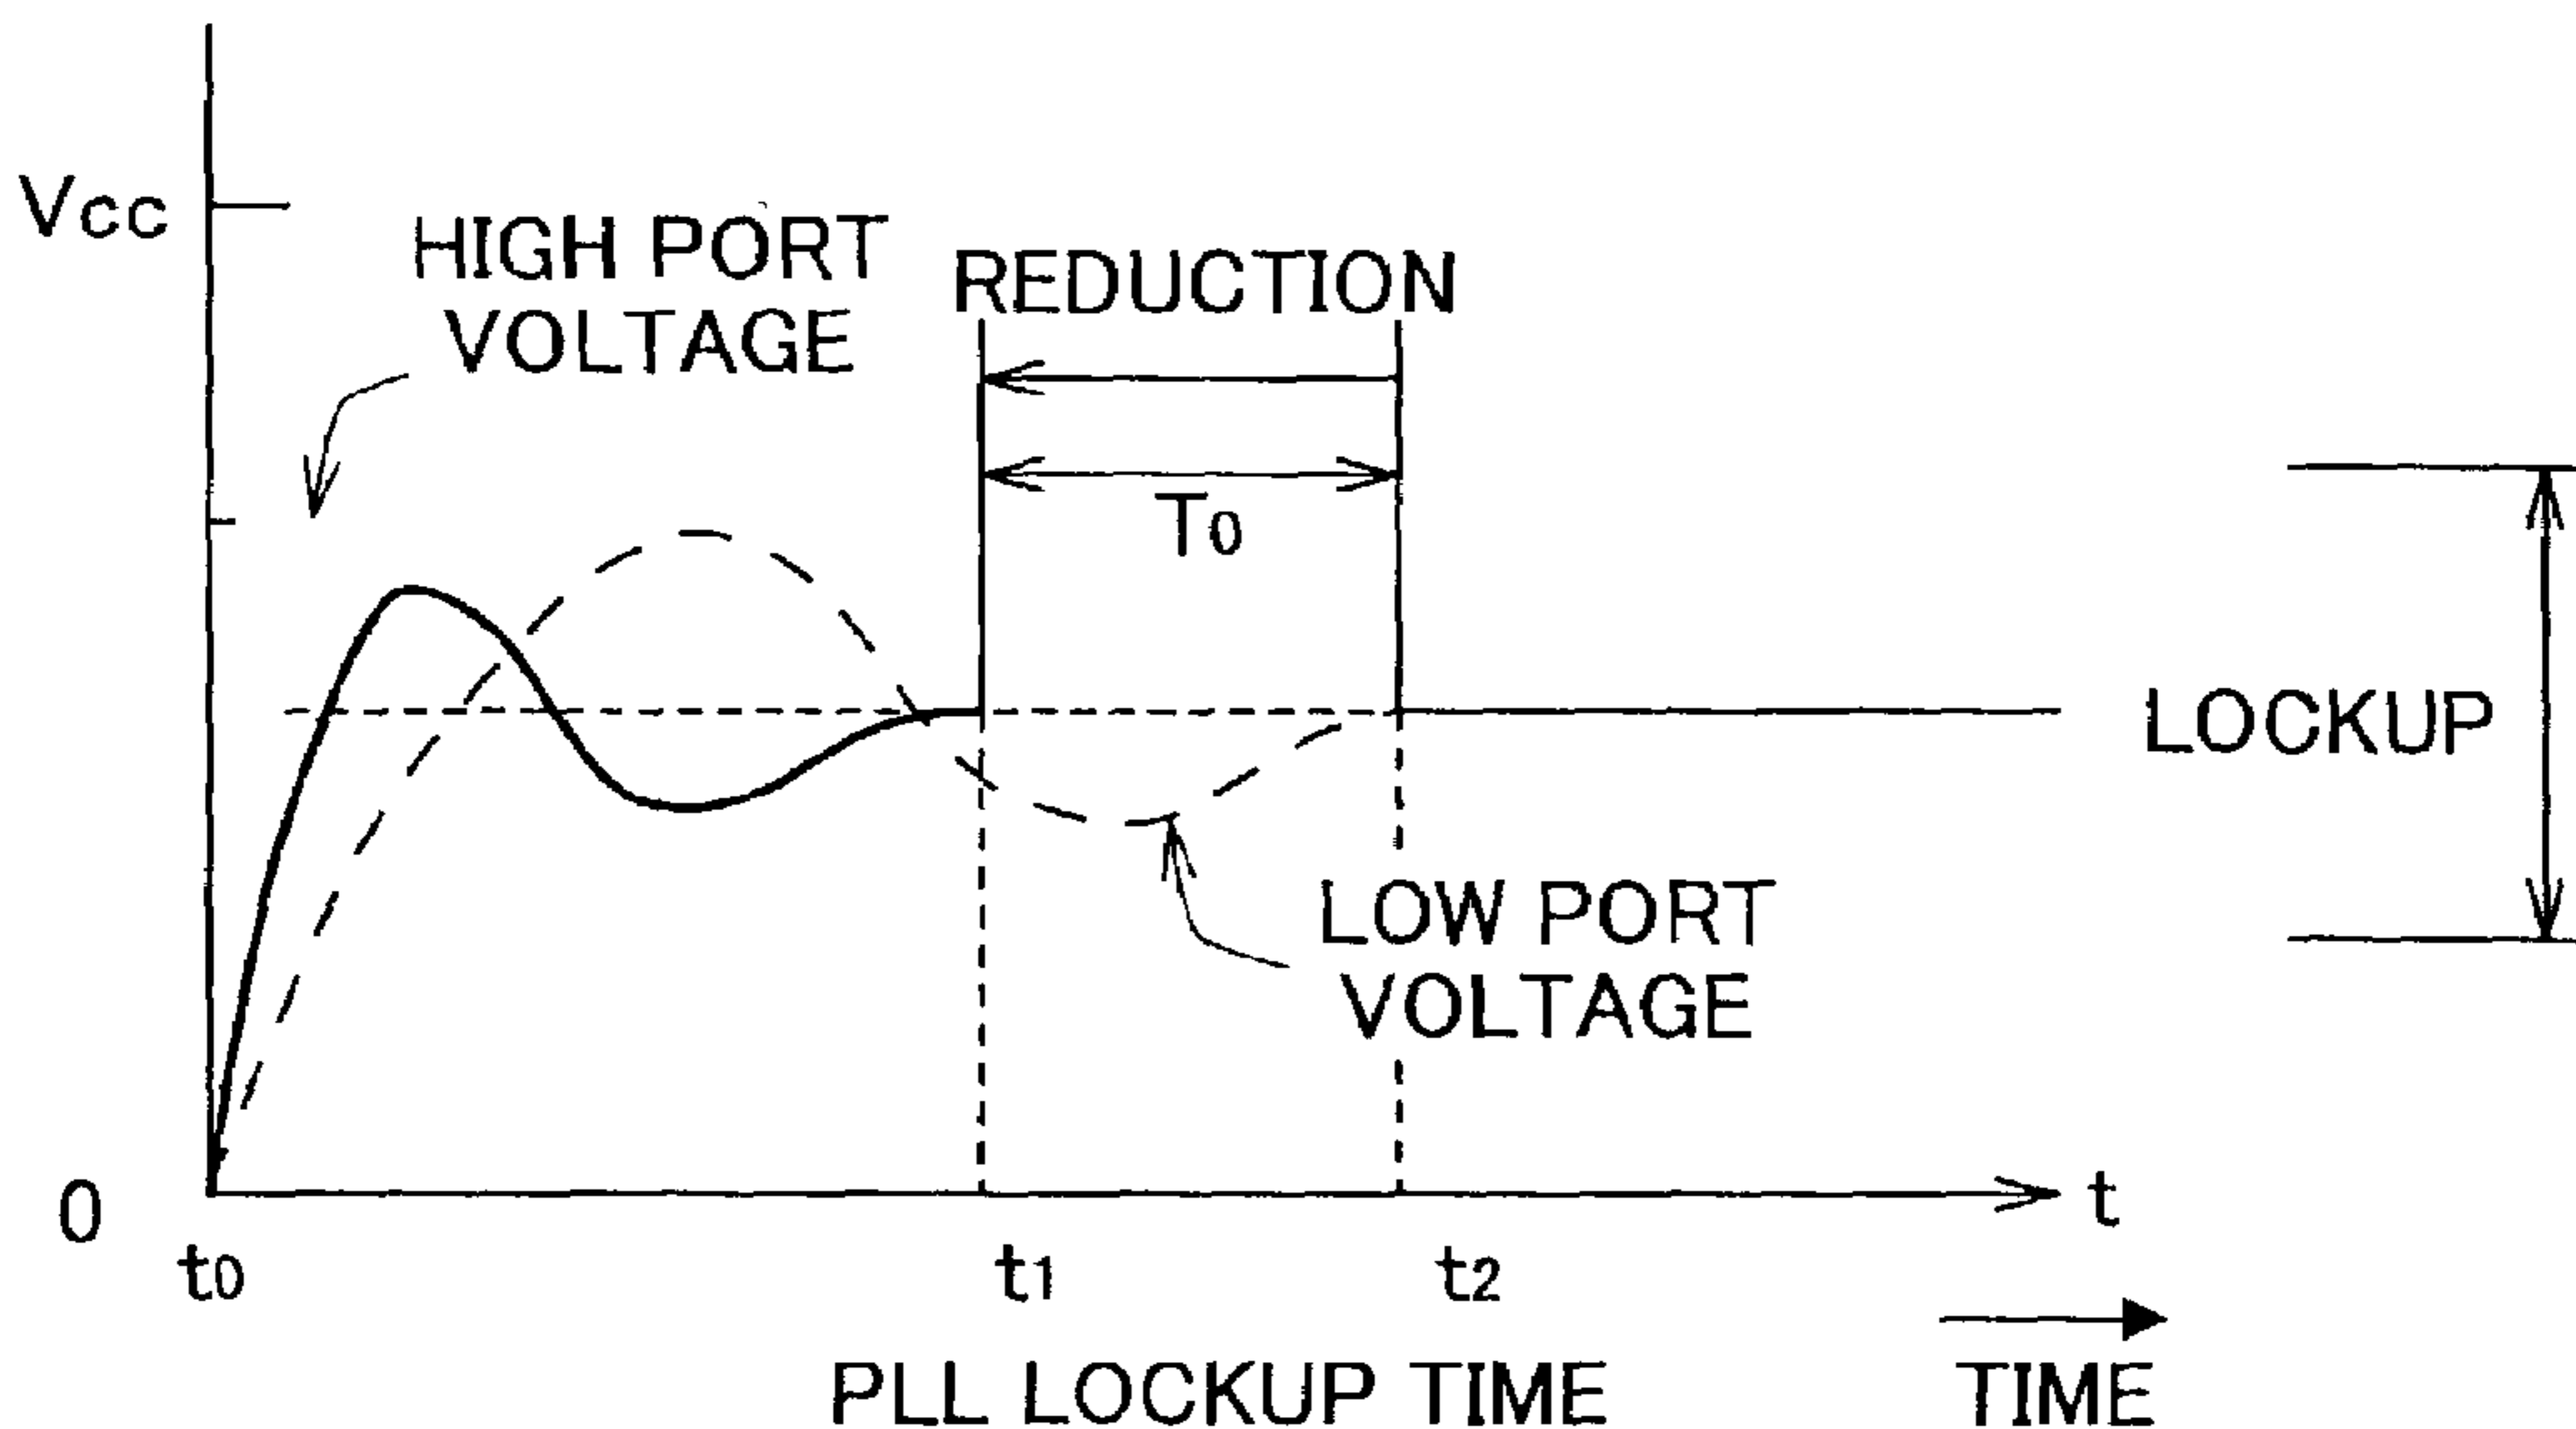 Vcc
HIGH PORT
VOLTAGE
REDUCTION
T0
LOCKUP
LOW PORT
VOLTAGE
0
t
t0
t1
t2
PLL LOCKUP TIME
TIME